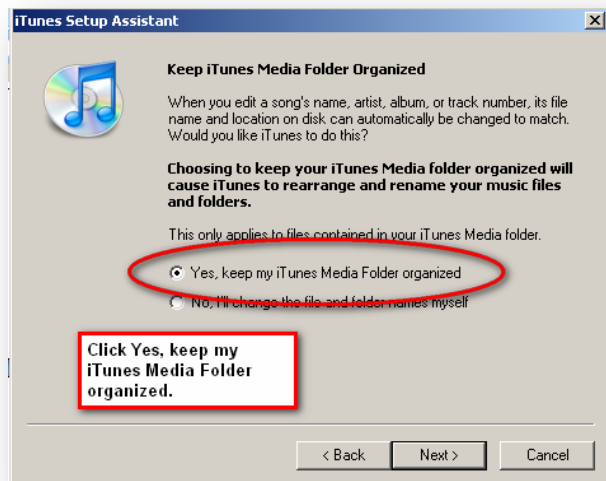 iTunes Setup Assistant
Keep iTunes Media Folder Organized
When you edit a song's name, artist, album, or track number, its file
name and location on disk can automatically be changed to match.
Would you like iTunes to do this?
Choosing to keep your iTunes Media folder organized will
cause iTunes to rearrange and rename your music files
and folders.
This only applies to files contained in your iTunes Media folder.
Yes, keep my iTunes Media Folder organized
No, I'll change the file and folder names myself
Click Yes, keep my
iTunes Media Folder
organized.
< Back Next > Cancel